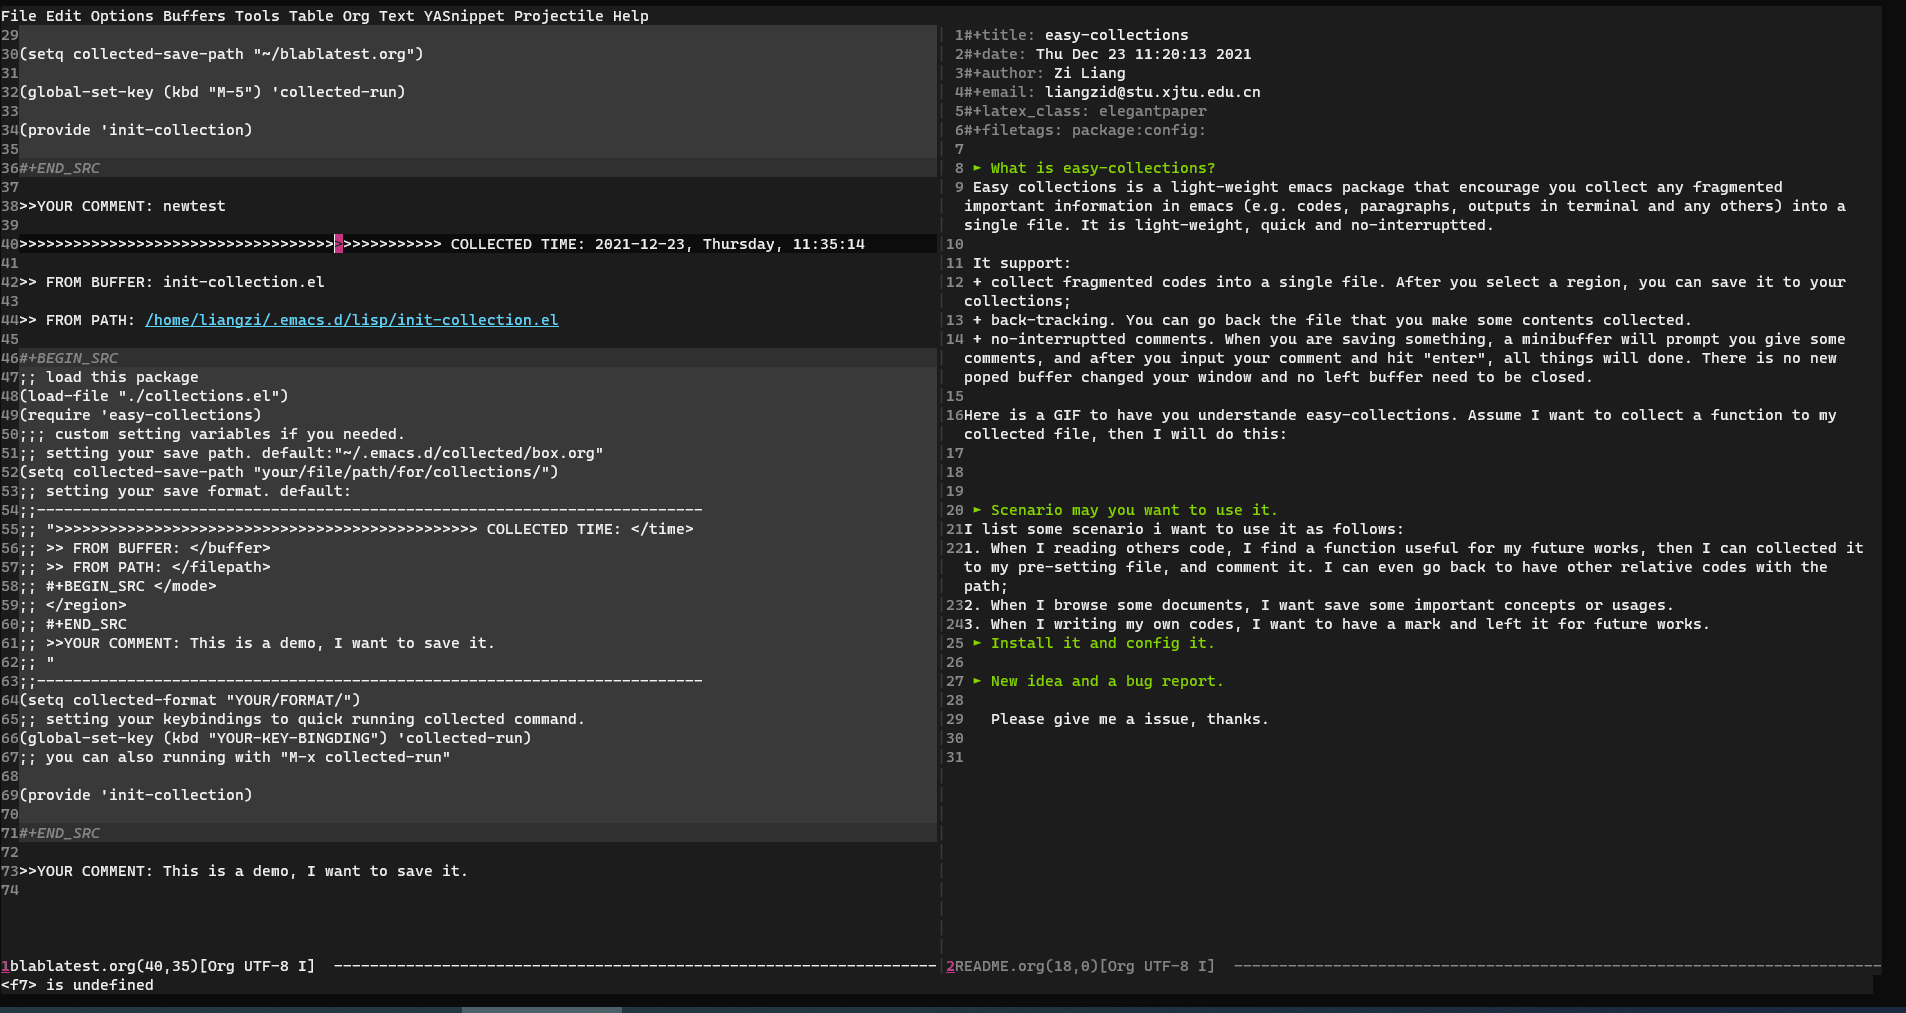 File Edit Options Buffers Tools Table Org Text YASnippet Projectile Help
29
30(setq collected-save-path "~/blablatest.org")
31
32(global-set-key (kbd "M-5") 'collected-run)
33
34(provide 'init-collection)
35
36#+END_SRC
37
38>>YOUR COMMENT: newtest
39
40>>>>>>>>>>>>>>>>>>>>>>>>>>>>>>>>>>>>>>>>>>>>>>> COLLECTED TIME: 2021-12-23, Thursday, 11:35:14
41
42>> FROM BUFFER: init-collection.el
43
44>> FROM PATH: /home/liangzi/.emacs.d/lisp/init-collection.el
45
46#+BEGIN_SRC
47;; load this package
48(load-file "./collections.el")
49(require 'easy-collections)
50;;; custom setting variables if you needed.
51;; setting your save path. default:"~/.emacs.d/collected/box.org"
52(setq collected-save-path "your/file/path/for/collections/")
53;; setting your save format. default:
54;;--------------------------------------------------------------------------
55;; ">>>>>>>>>>>>>>>>>>>>>>>>>>>>>>>>>>>>>>>>>>>>>>> COLLECTED TIME: </time>
56;; >> FROM BUFFER: </buffer>
57;; >> FROM PATH: </filepath>
58;; #+BEGIN_SRC </mode>
59;; </region>
60;; #+END_SRC
61;; >>YOUR COMMENT: This is a demo, I want to save it.
62;; "
63;;--------------------------------------------------------------------------
64(setq collected-format "YOUR/FORMAT/")
65;; setting your keybindings to quick running collected command.
66(global-set-key (kbd "YOUR-KEY-BINGDING") 'collected-run)
67;; you can also running with "M-x collected-run"
68
69(provide 'init-collection)
70
71#+END_SRC
72
73>>YOUR COMMENT: This is a demo, I want to save it.
74
1blablatest.org(40,35)[Org UTF-8 I] -------------------------------------------------------------------
<f7> is undefined
1#+title: easy-collections
2#+date: Thu Dec 23 11:20:13 2021
3#+author: Zi Liang
4#+email: liangzid@stu.xjtu.edu.cn
5#+latex_class: elegantpaper
6#+filetags: package:config:
7
8 ► What is easy-collections?
9 Easy collections is a light-weight emacs package that encourage you collect any fragmented
important information in emacs (e.g. codes, paragraphs, outputs in terminal and any others) into a
single file. It is light-weight, quick and no-interruptted.
10
11 It support:
12 + collect fragmented codes into a single file. After you select a region, you can save it to your
collections;
13 + back-tracking. You can go back the file that you make some contents collected.
14 + no-interruptted comments. When you are saving something, a minibuffer will prompt you give some
comments, and after you input your comment and hit "enter", all things will done. There is no new
poped buffer changed your window and no left buffer need to be closed.
15
16Here is a GIF to have you understande easy-collections. Assume I want to collect a function to my
collected file, then I will do this:
17
18
19
20 ► Scenario may you want to use it.
21I list some scenario i want to use it as follows:
221. When I reading others code, I find a function useful for my future works, then I can collected it
to my pre-setting file, and comment it. I can even go back to have other relative codes with the
path;
232. When I browse some documents, I want save some important concepts or usages.
243. When I writing my own codes, I want to have a mark and left it for future works.
25 ► Install it and config it.
26
27 ► New idea and a bug report.
28
29   Please give me a issue, thanks.
30
31
2README.org(18,0)[Org UTF-8 I] ------------------------------------------------------------------------